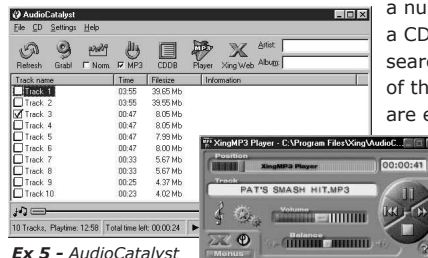 AudioCatalyst
File CD Settings Help
Refresh Grab! Norm. MP3 CDDB Player Xing Web
Artist:
Album:
Track name Time Filesize Information
Track 1 03:55 39.65 Mb
Track 2 03:55 39.65 Mb
Track 3 00:47 8.05 Mb
Track 4 00:47 8.05 Mb
Track 5 00:47 7.99 Mb
Track 6 00:47 8.00 Mb
Track 7 00:33 5.67 Mb
Track 8 00:33 5.67 Mb
Track 9 00:25 4.37 Mb
Track 10 00:23 4.02 Mb
10 Tracks, Playtime: 12:58 Total time left: 00:00:24
XingMP3 Player - C:\Program Files\Xing\AudioC...
Position
XingMP3 Player
00:00:41
Track
PAT'S SMASH HIT.MP3
Volume
Balance
Menus
Ex 5 - AudioCatalyst
a nu
a CD
sear
of th
are e